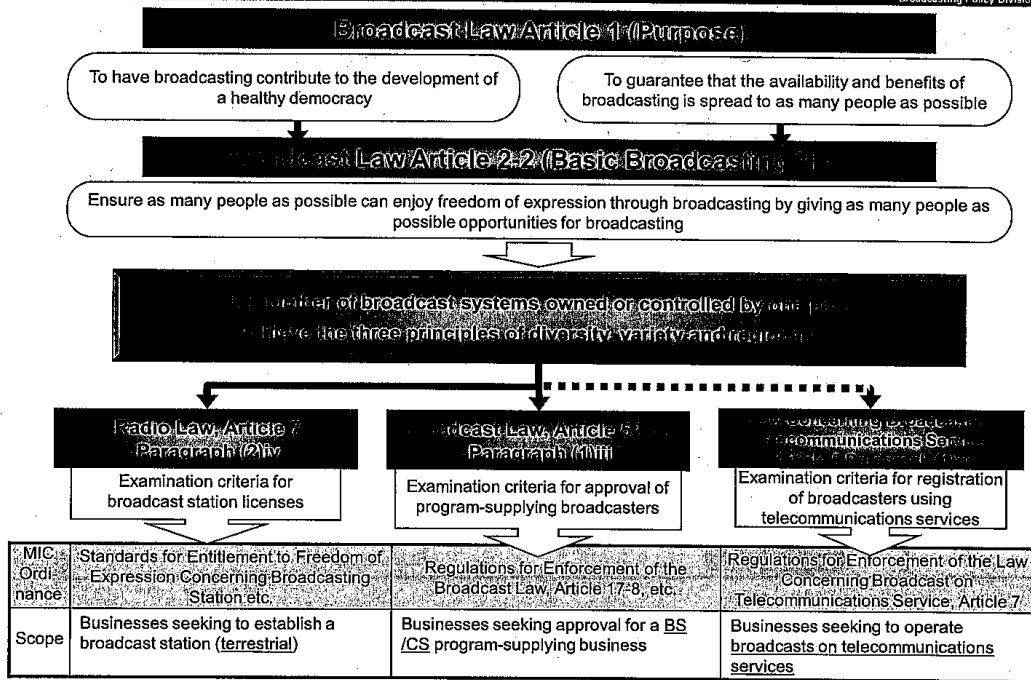 Broadcasting Policy Division
Broadcast Law Article 1 (Purpose)
To have broadcasting contribute to the development of
a healthy democracy
To guarantee that the availability and benefits of
broadcasting is spread to as many people as possible
Law Article 2-2 (Basic Broadcasting
Ensure as many people as possible can enjoy freedom of expression through broadcasting by giving as many people as
possible opportunities for broadcasting
of broadcast systems owned or controlled by one
the three principles of diversity, variety and
Radio Law, Article 7
Paragraph (2)iv
Examination criteria for
broadcast station licenses
Law, Article
Paragraph (1)iii
Examination criteria for approval of
program-supplying broadcasters
Examination criteria for registration
of broadcasters using
telecommunications services
MIC
Ordi-
nance
Standards for Entitlement to Freedom of
Expression Concerning Broadcasting
Station etc.
Regulations for Enforcement of the
Broadcast Law, Article 17-8, etc.
Regulations for Enforcement of the Law
Concerning Broadcast on
Telecommunications Service, Article 7
Scope
Businesses seeking to establish a
broadcast station (terrestrial)
Businesses seeking approval for a BS
/CS program-supplying business
Businesses seeking to operate
broadcasts on telecommunications
services